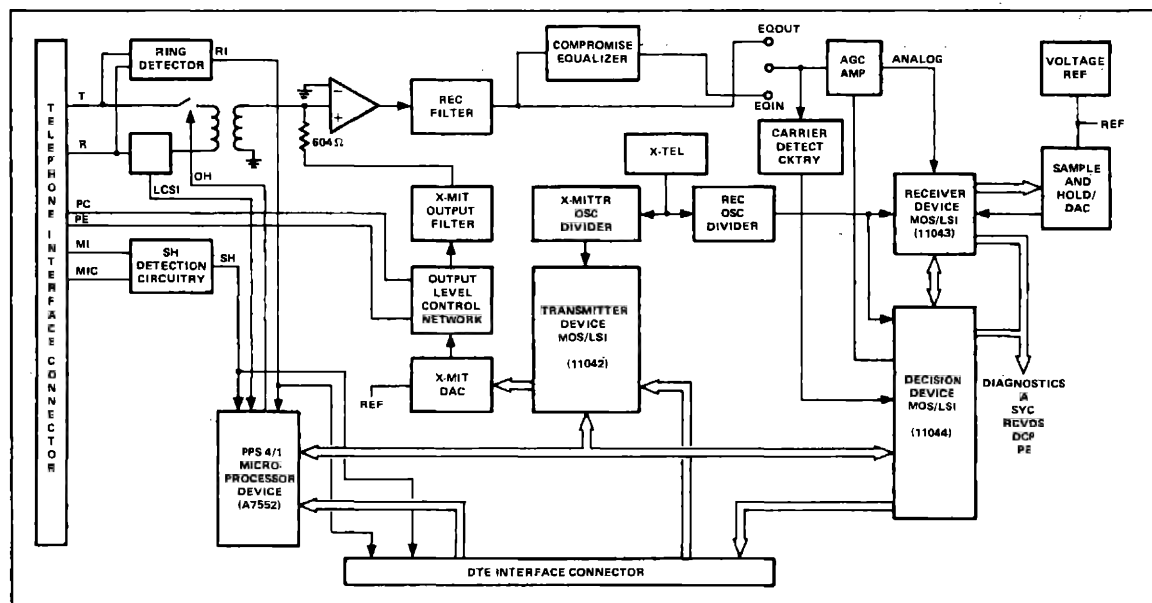 TELEPHONE INTERFACE CONNECTOR
T
R
PC
PE
MI
MIC
RING
DETECTOR
RI
LCSI
OH
SH
DETECTION
CIRCUITRY
SH
604Ω
-
+
REC
FILTER
COMPROMISE
EQUALIZER
EQOUT
EQIN
AGC
AMP
ANALOG
VOLTAGE
REF
REF
CARRIER
DETECT
CKTRY
X-TEL
X-MITTR
OSC
DIVIDER
REC
OSC
DIVIDER
RECEIVER
DEVICE
MOS/LSI
(11043)
SAMPLE
AND
HOLD/
DAC
X-MIT
OUTPUT
FILTER
OUTPUT
LEVEL
CONTROL
NETWORK
X-MIT
DAC
REF
TRANSMITTER
DEVICE
MOS/LSI
(11042)
DECISION
DEVICE
MOS/LSI
(11044)
DIAGNOSTICS
A
SYC
RCVDS
DCP
PE
PPS 4/1
MICRO-
PROCESSOR
DEVICE
(A7552)
DTE INTERFACE CONNECTOR